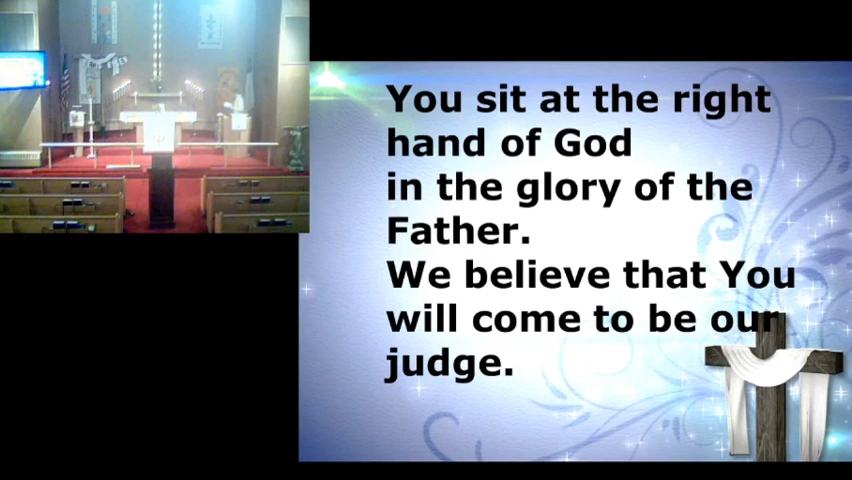 You sit at the right
hand of God
in the glory of the
Father.
We believe that You
will come to be our
judge.